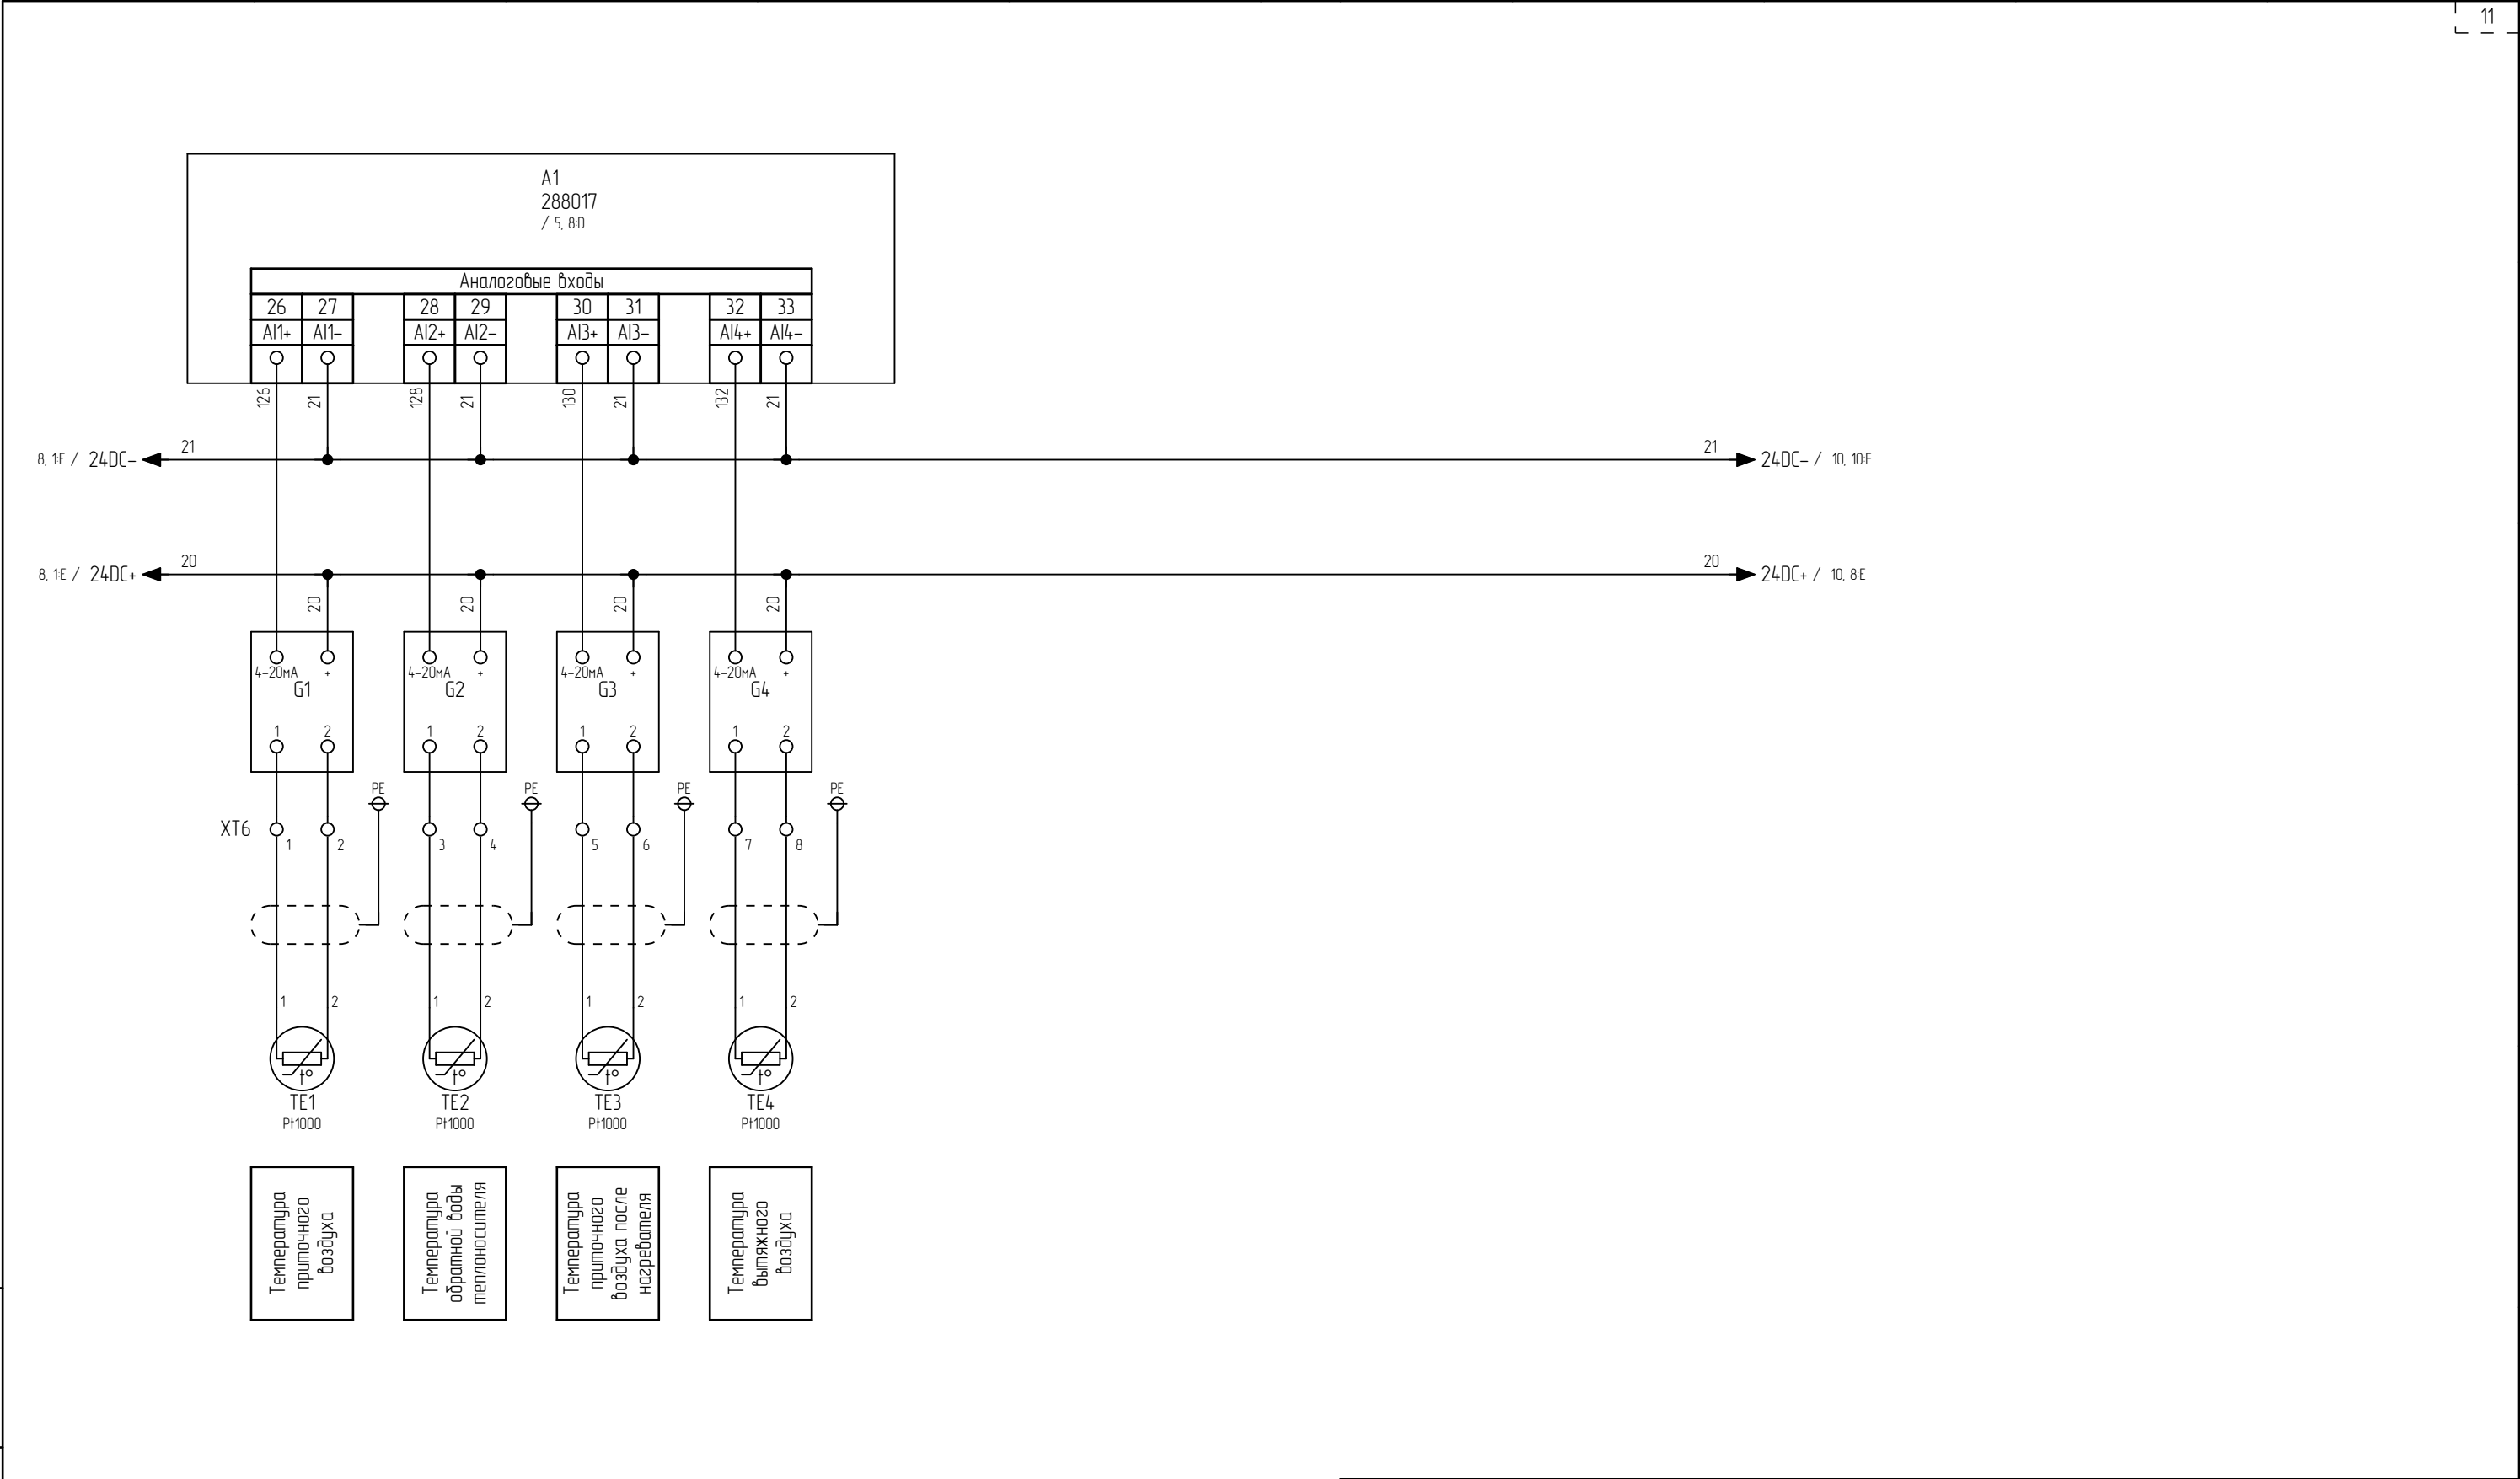 11
A1
288017
/ 5, 8:D
Аналоговые входы
26 27 28 29 30 31 32 33
AI1+ AI1– AI2+ AI2– AI3+ AI3– AI4+ AI4–
126 21 128 21 130 21 132 21
21 21
8, 1:E / 24DC– 24DC– / 10, 10:F
20 20
8, 1:E / 24DC+ 24DC+ / 10, 8:E
20 20 20 20
4–20мА + 4–20мА + 4–20мА + 4–20мА +
G1 G2 G3 G4
1 2 1 2 1 2 1 2
PE PE PE PE
XT6
1 2 3 4 5 6 7 8
1 2 1 2 1 2 1 2
t° t° t° t°
TE1 TE2 TE3 TE4
Pt1000 Pt1000 Pt1000 Pt1000
Температура
приточного
воздуха
Температура
обратной воды
теплоносителя
Температура
приточного
воздуха после
нагревателя
Температура
вытяжного
воздуха